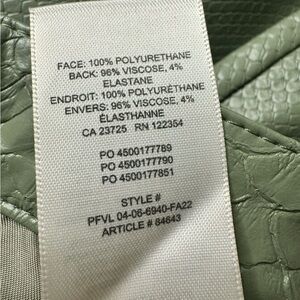 FACE: 100% POLYURETHANE
BACK: 96% VISCOSE, 4%
ELASTANE
ENDROIT: 100% POLYURÉTHANE
ENVERS: 96% VISCOSE, 4%
ÉLASTHANNE
CA 23725 RN 122354
PO 4500177789
PO 4500177790
PO 4500177851
STYLE #
PFVL 04-06-6940-FA22
ARTICLE # 84643